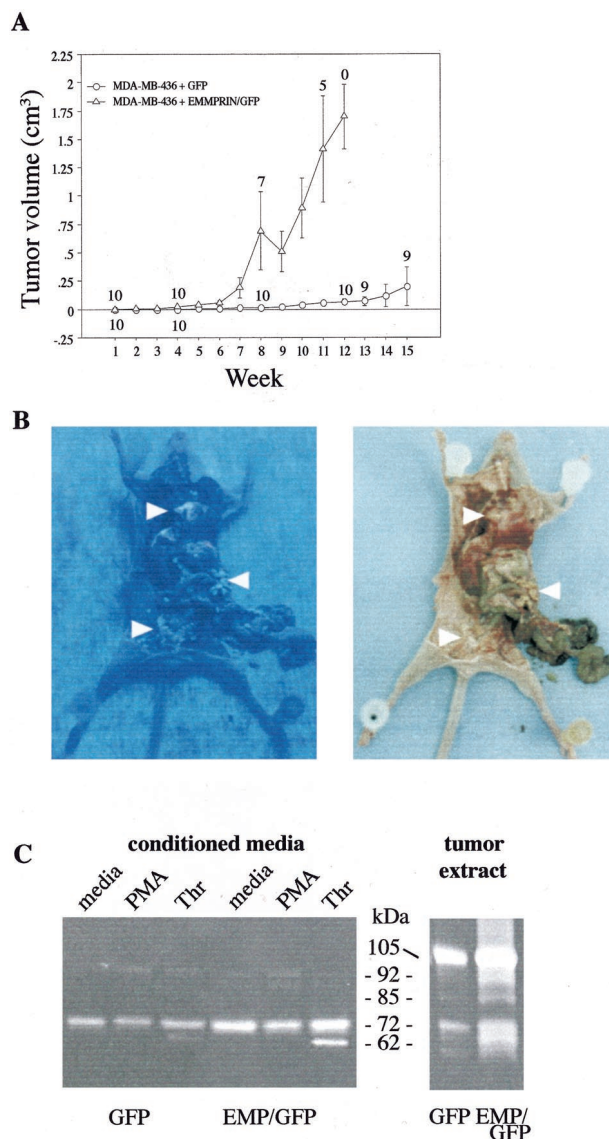 A
Tumor volume (cm³)
2.25
2
1.75
1.5
1.25
1
.75
.5
.25
0
-.25
MDA-MB-436 + GFP
MDA-MB-436 + EMMPRIN/GFP
10
10
10
10
7
10
5
0
10
9
9
1 2 3 4 5 6 7 8 9 10 11 12 13 14 15
Week
B
C
conditioned media
tumor extract
media PMA Thr media PMA Thr
kDa
105
- 92 -
- 85 -
- 72 -
- 62 -
GFP EMP/GFP
GFP EMP/
GFP